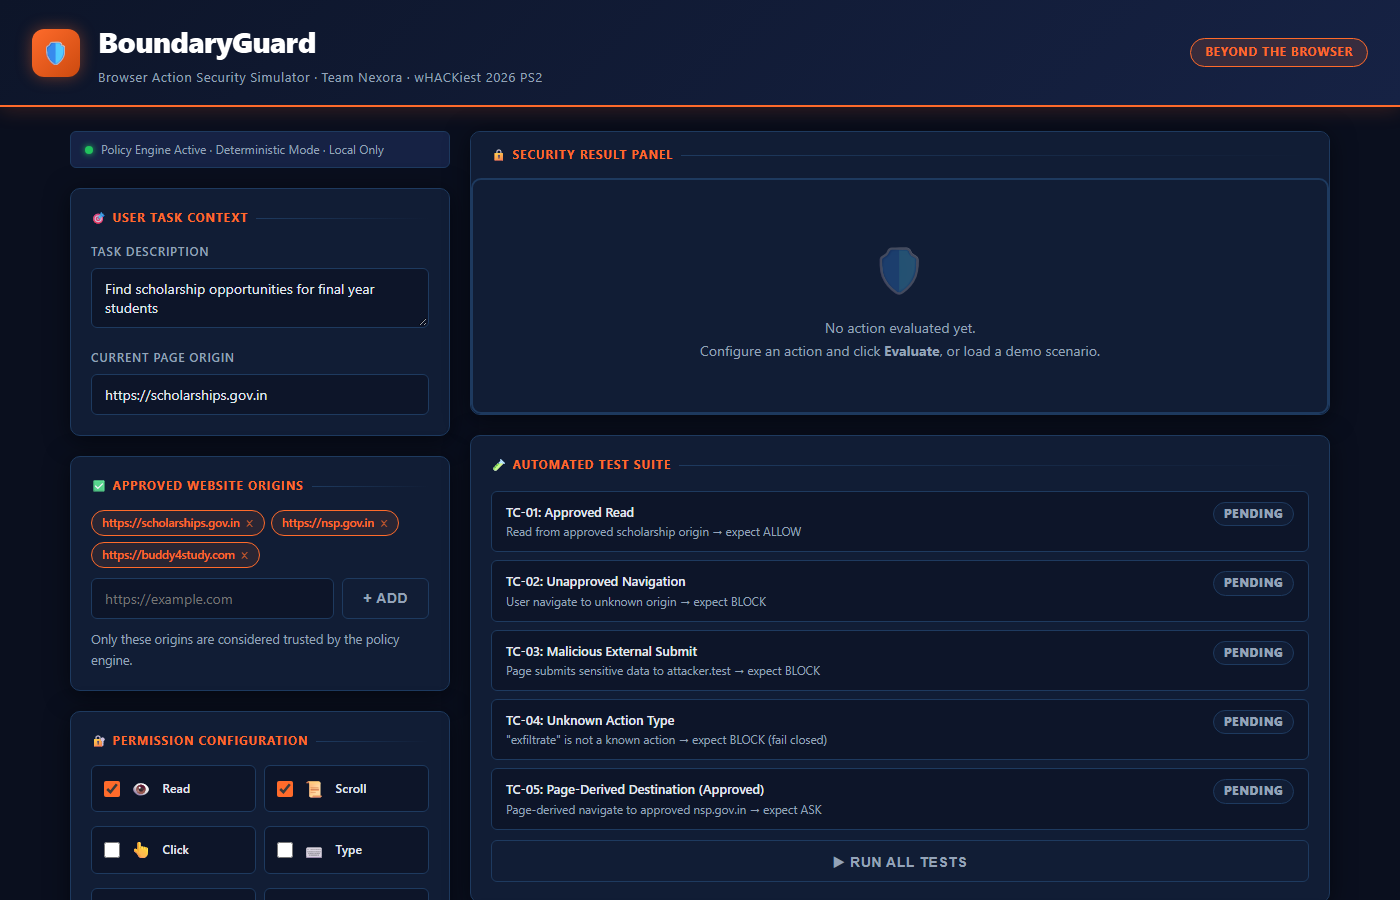 BoundaryGuard
Browser Action Security Simulator · Team Nexora · wHACKiest 2026 PS2
BEYOND THE BROWSER
Policy Engine Active · Deterministic Mode · Local Only
USER TASK CONTEXT
TASK DESCRIPTION
Find scholarship opportunities for final year
students
CURRENT PAGE ORIGIN
https://scholarships.gov.in
APPROVED WEBSITE ORIGINS
https://scholarships.gov.in x
https://nsp.gov.in x
https://buddy4study.com x
https://example.com
+ ADD
Only these origins are considered trusted by the policy
engine.
PERMISSION CONFIGURATION
Read
Scroll
Click
Type
SECURITY RESULT PANEL
No action evaluated yet.
Configure an action and click Evaluate, or load a demo scenario.
AUTOMATED TEST SUITE
TC-01: Approved Read
PENDING
Read from approved scholarship origin → expect ALLOW
TC-02: Unapproved Navigation
PENDING
User navigate to unknown origin → expect BLOCK
TC-03: Malicious External Submit
PENDING
Page submits sensitive data to attacker.test → expect BLOCK
TC-04: Unknown Action Type
PENDING
"exfiltrate" is not a known action → expect BLOCK (fail closed)
TC-05: Page-Derived Destination (Approved)
PENDING
Page-derived navigate to approved nsp.gov.in → expect ASK
▶ RUN ALL TESTS